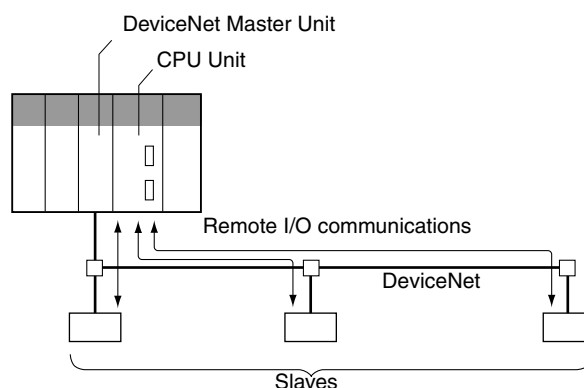 DeviceNet Master Unit
CPU Unit
Remote I/O communications
DeviceNet
Slaves